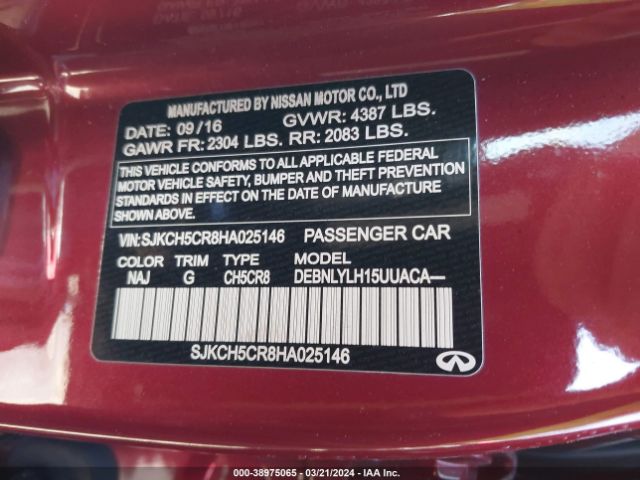 MANUFACTURED BY NISSAN MOTOR CO., LTD
DATE: 09/16 GVWR: 4387 LBS.
GAWR FR: 2304 LBS. RR: 2083 LBS.
THIS VEHICLE CONFORMS TO ALL APPLICABLE FEDERAL
MOTOR VEHICLE SAFETY, BUMPER AND THEFT PREVENTION
STANDARDS IN EFFECT ON THE DATE OF MANUFACTURE
SHOWN ABOVE.
VIN:SJKCH5CR8HA025146 PASSENGER CAR
COLOR TRIM TYPE MODEL
NAJ G CH5CR8 DEBNLYLH15UUACA—
SJKCH5CR8HA025146
000-38975065 - 03/21/2024 - IAA Inc.